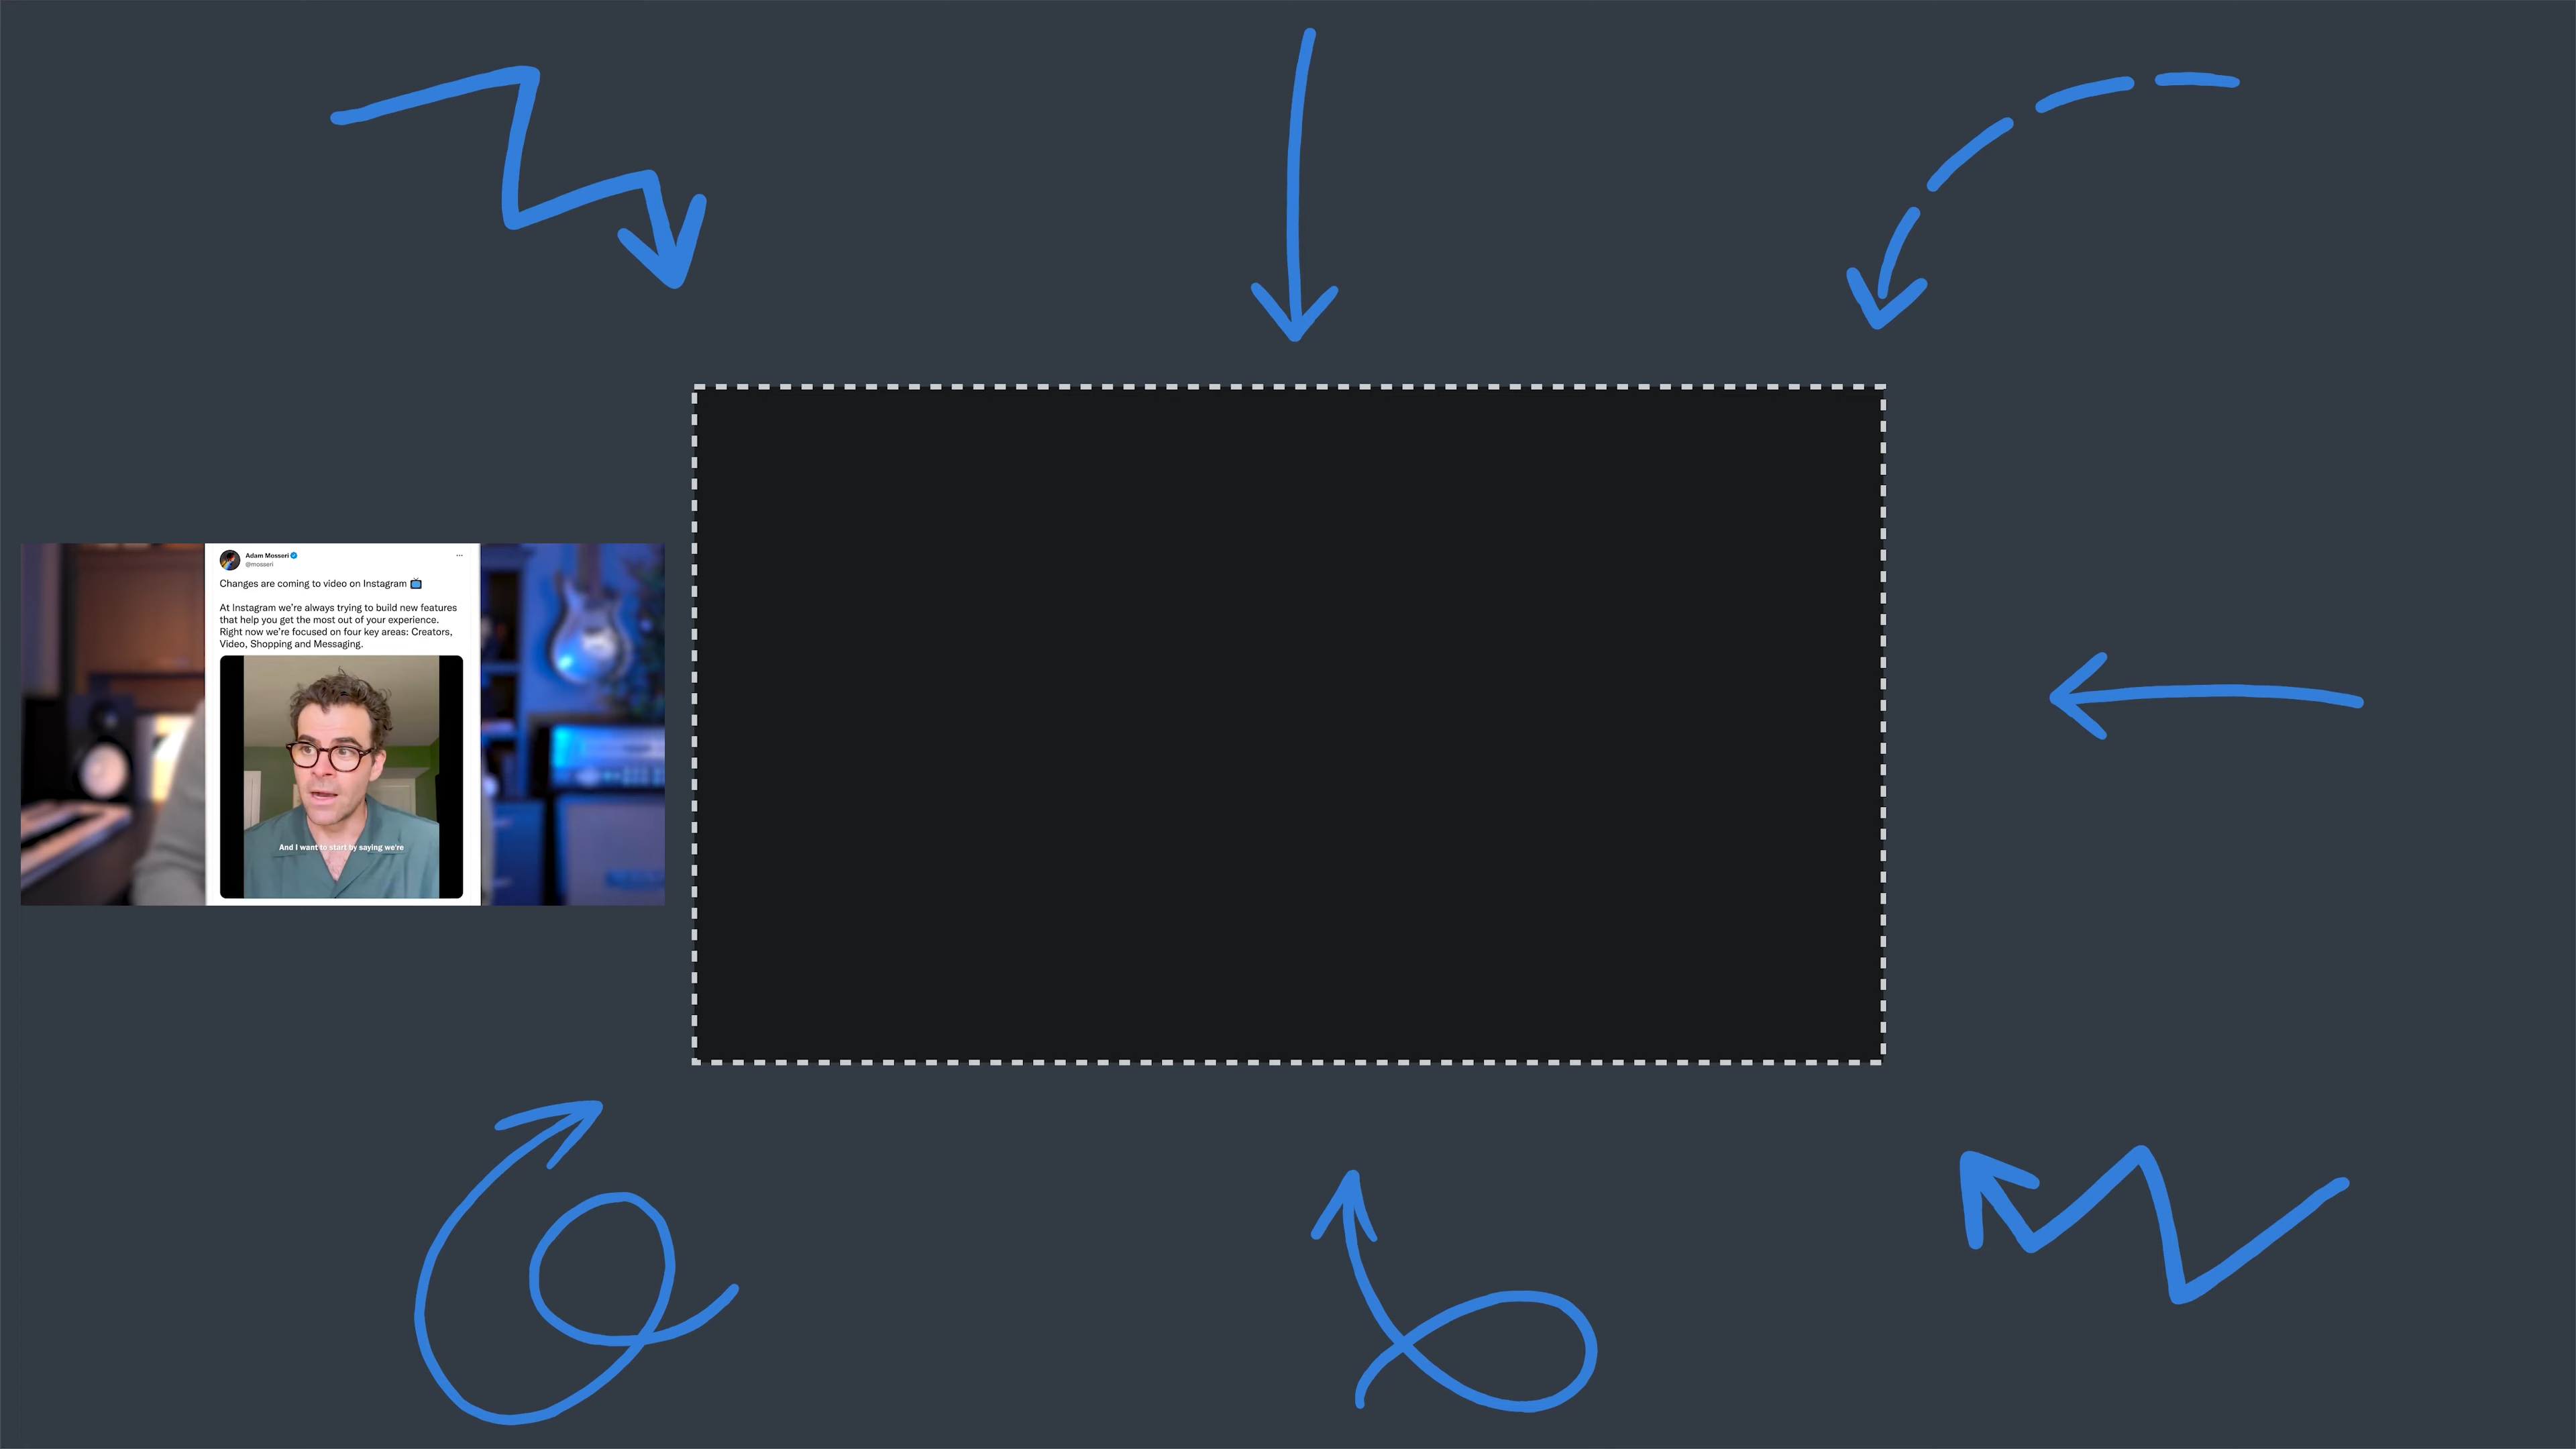 Adam Mosseri
@mosseri
Changes are coming to video on Instagram 📺
At Instagram we're always trying to build new features
that help you get the most out of your experience.
Right now we're focused on four key areas: Creators,
Video, Shopping and Messaging.
And I want to start by saying we're